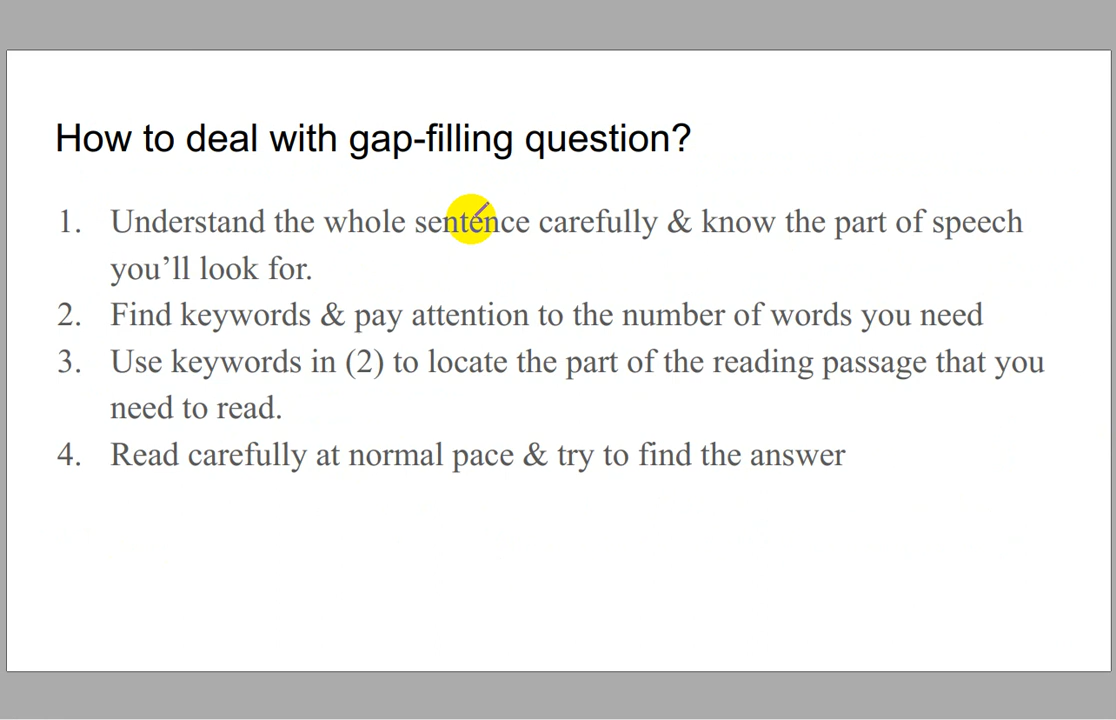 How to deal with gap-filling question?
1. Understand the whole sentence carefully & know the part of speech
you’ll look for.
2. Find keywords & pay attention to the number of words you need
3. Use keywords in (2) to locate the part of the reading passage that you
need to read.
4. Read carefully at normal pace & try to find the answer